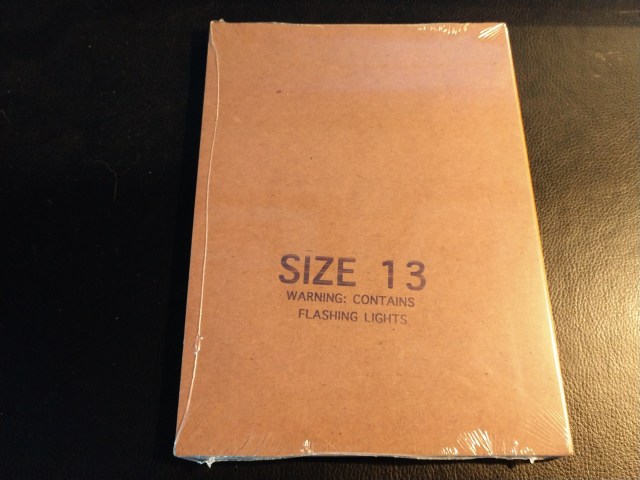 SIZE 13
WARNING: CONTAINS
FLASHING LIGHTS